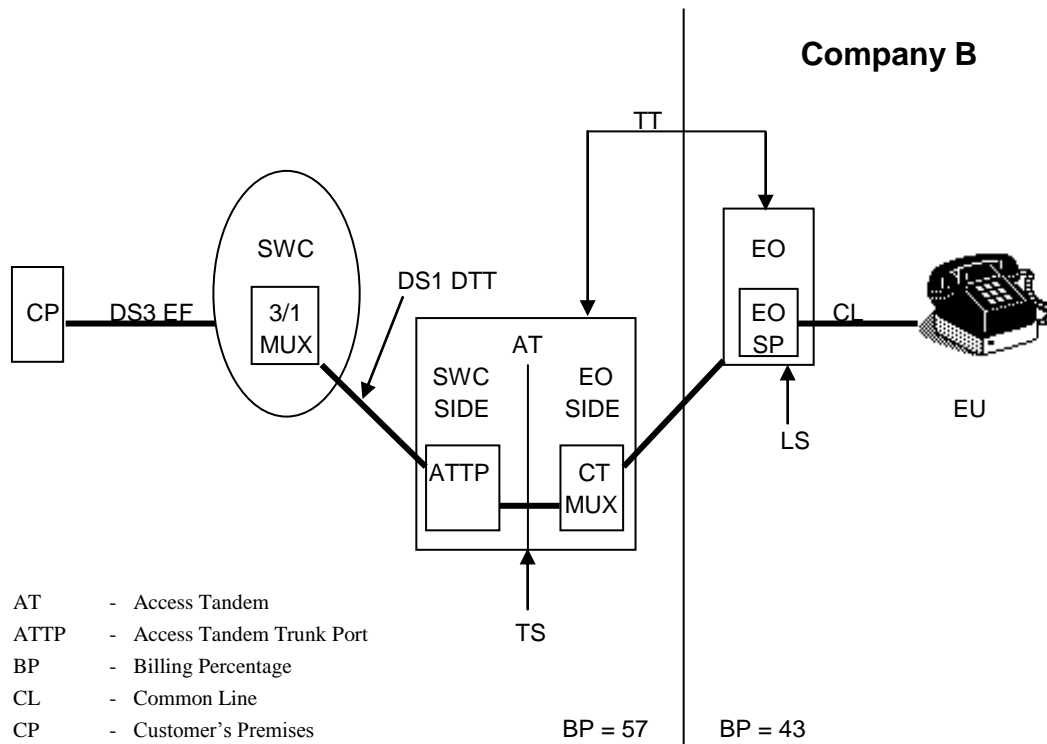 Company B
TT
SWC
EO
DS1 DTT
CP
DS3 EF
3/1
MUX
EO
SP
CL
AT
SWC
SIDE
EO
SIDE
EU
LS
ATTP
CT
MUX
TS
AT - Access Tandem
ATTP - Access Tandem Trunk Port
BP - Billing Percentage
CL - Common Line
CP - Customer's Premises
BP = 57
BP = 43